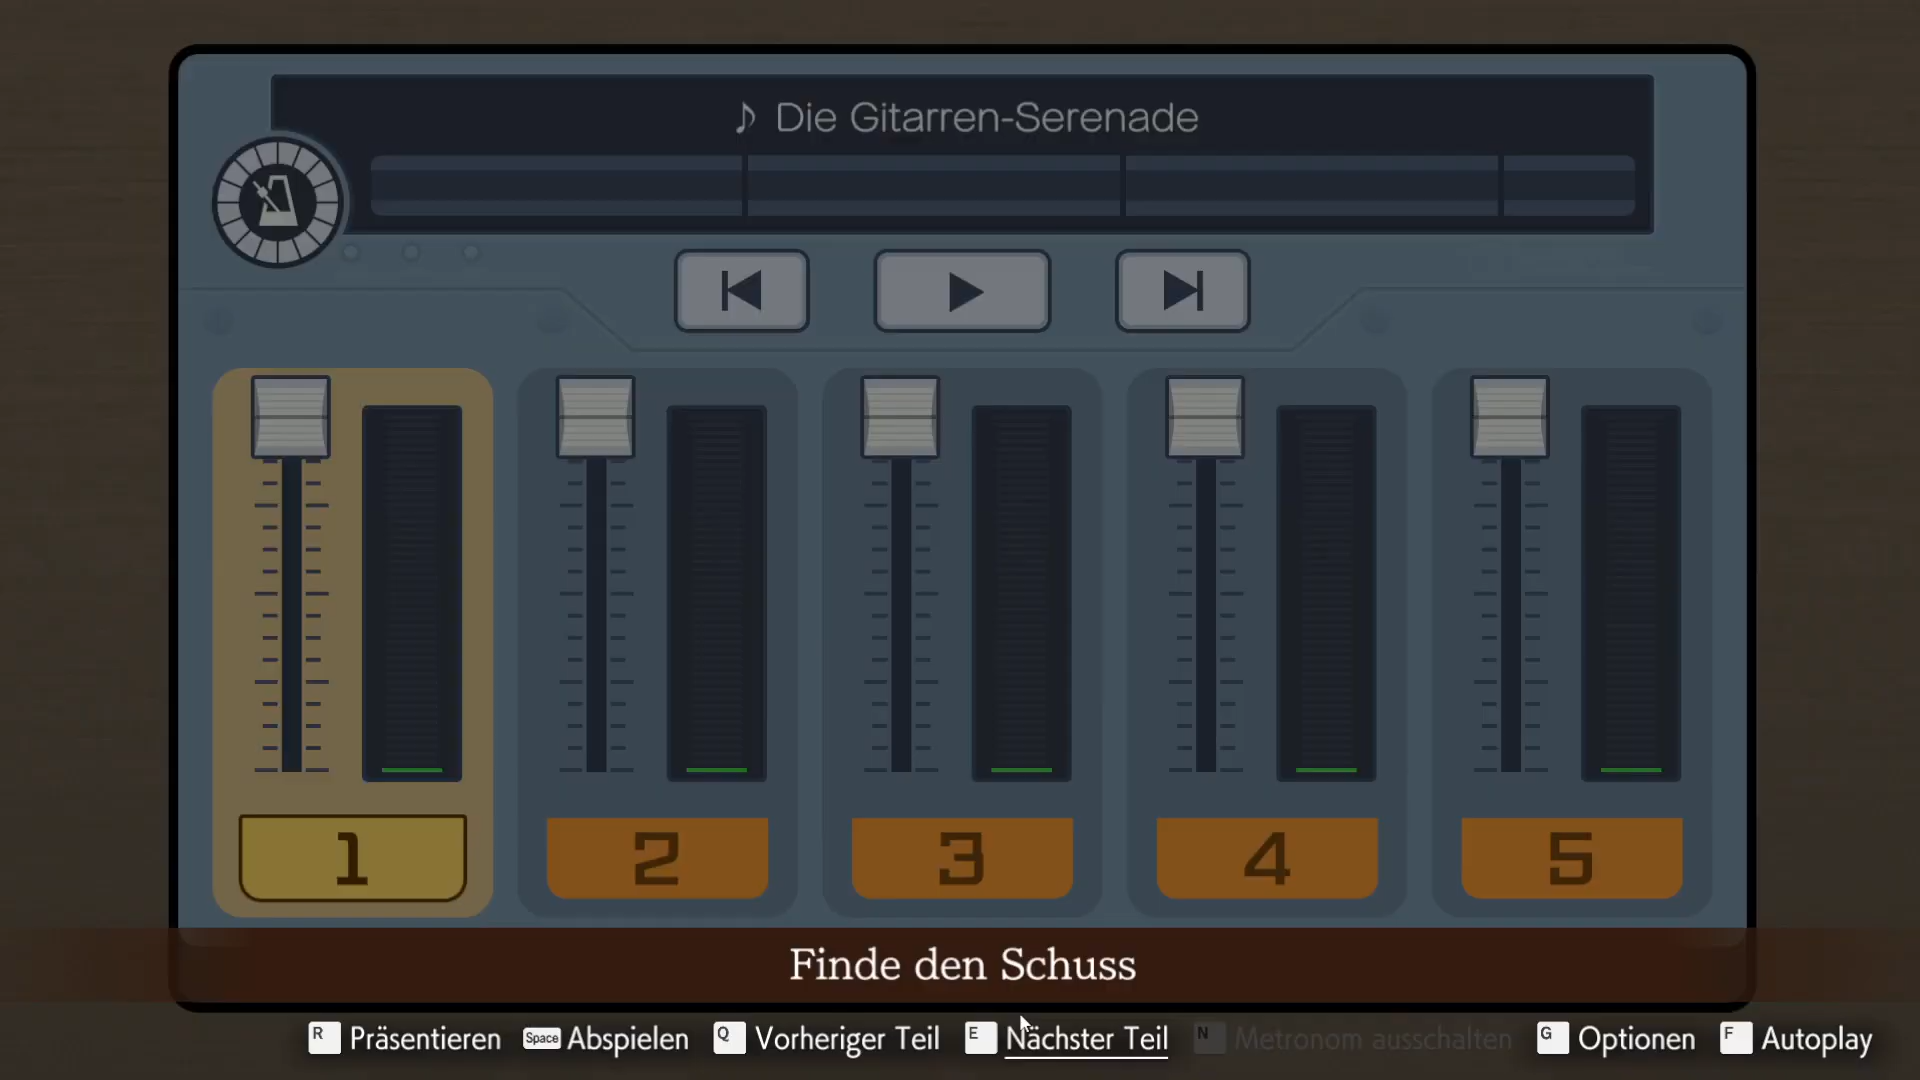 ♪ Die Gitarren-Serenade
1 2 3 4 5
Finde den Schuss
R Präsentieren Space Abspielen Q Vorheriger Teil E Nächster Teil N Metronom ausschalten G Optionen F Autoplay